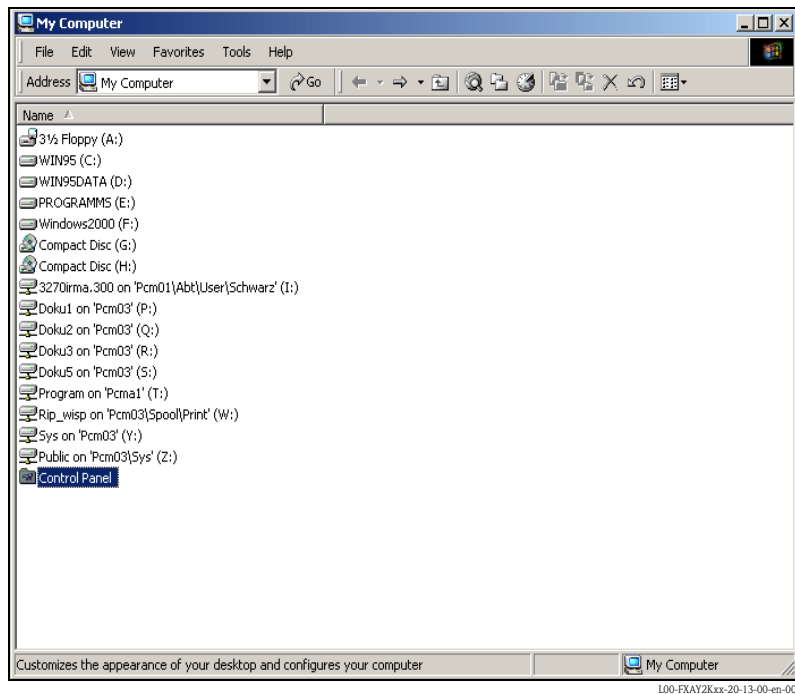 My Computer
File Edit View Favorites Tools Help
Address My Computer Go
Name
3½ Floppy (A:)
WIN95 (C:)
WIN95DATA (D:)
PROGRAMMS (E:)
Windows2000 (F:)
Compact Disc (G:)
Compact Disc (H:)
3270irma.300 on 'Pcm01\Abt\User\Schwarz' (I:)
Doku1 on 'Pcm03' (P:)
Doku2 on 'Pcm03' (Q:)
Doku3 on 'Pcm03' (R:)
Doku5 on 'Pcm03' (S:)
Program on 'Pcma1' (T:)
Rip_wisp on 'Pcm03\Spool\Print' (W:)
Sys on 'Pcm03' (Y:)
Public on 'Pcm03\Sys' (Z:)
Control Panel
Customizes the appearance of your desktop and configures your computer My Computer
L00-FXAY2Kxx-20-13-00-en-00